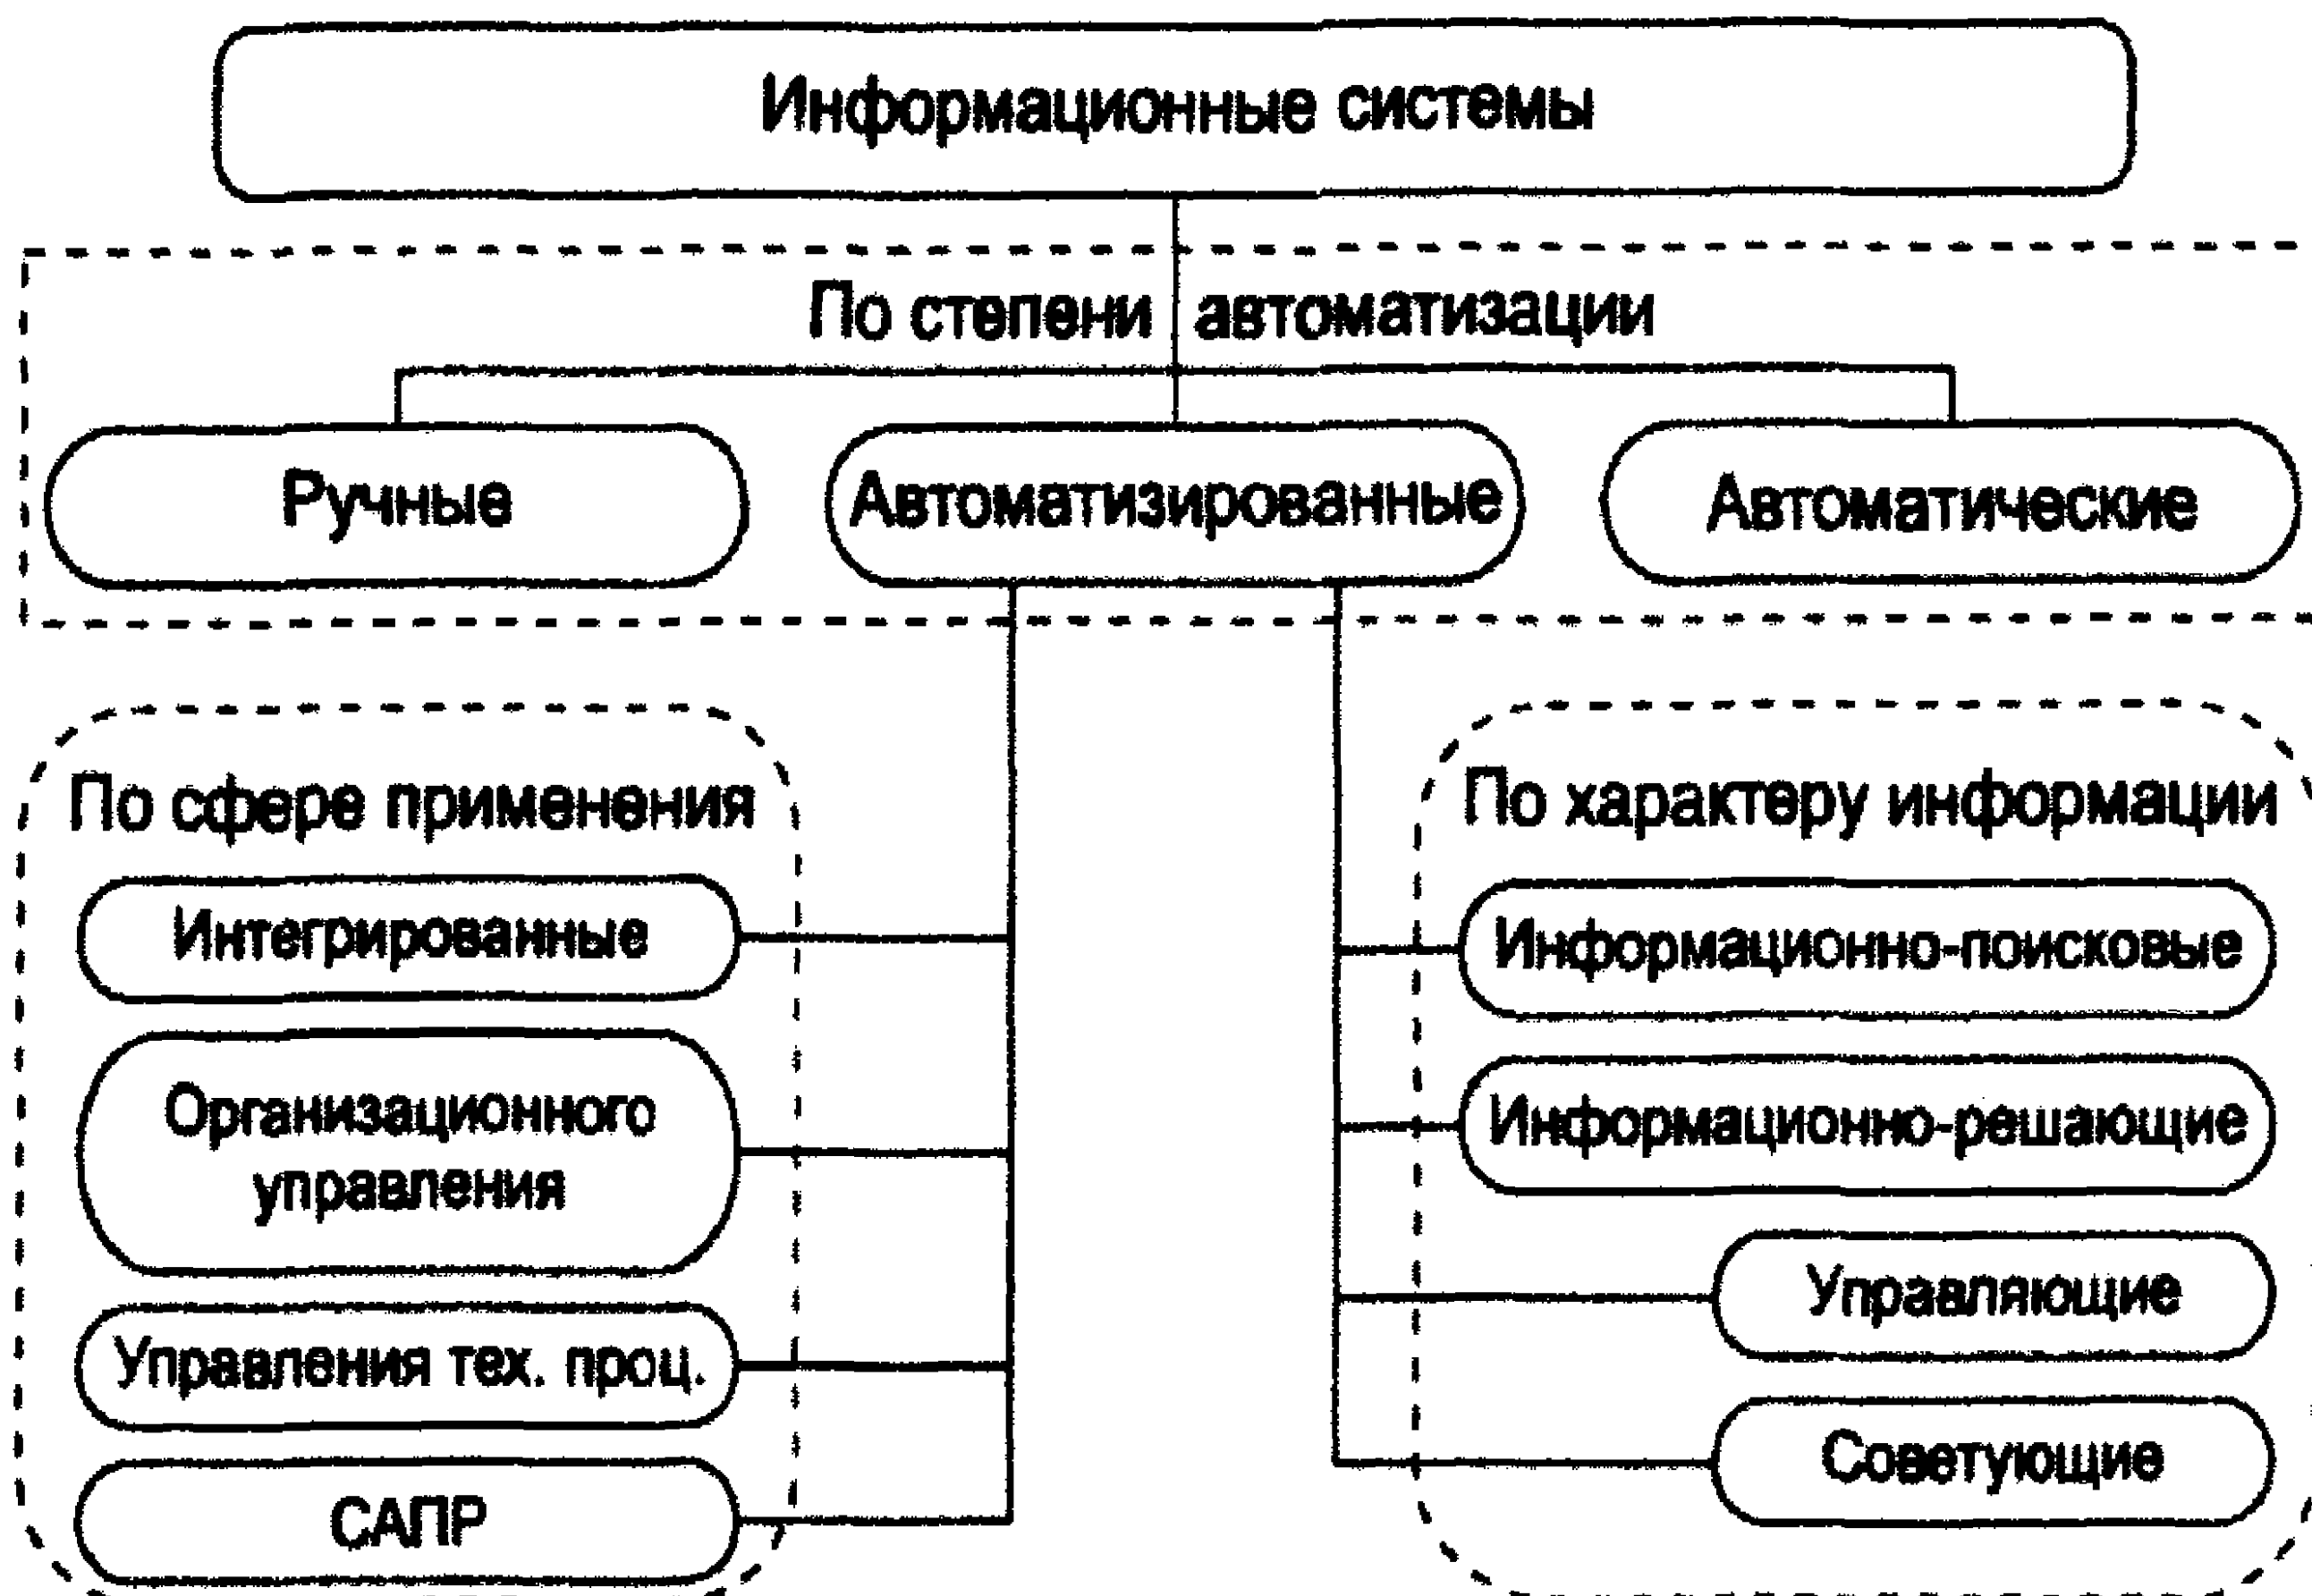 Информационные системы
По степени автоматизации
Ручные
Автоматизированные
Автоматические
По сфере применения
Интегрированные
Организационного
управления
Управления тех. проц.
САПР
По характеру информации
Информационно-поисковые
Информационно-решающие
Управляющие
Советующие